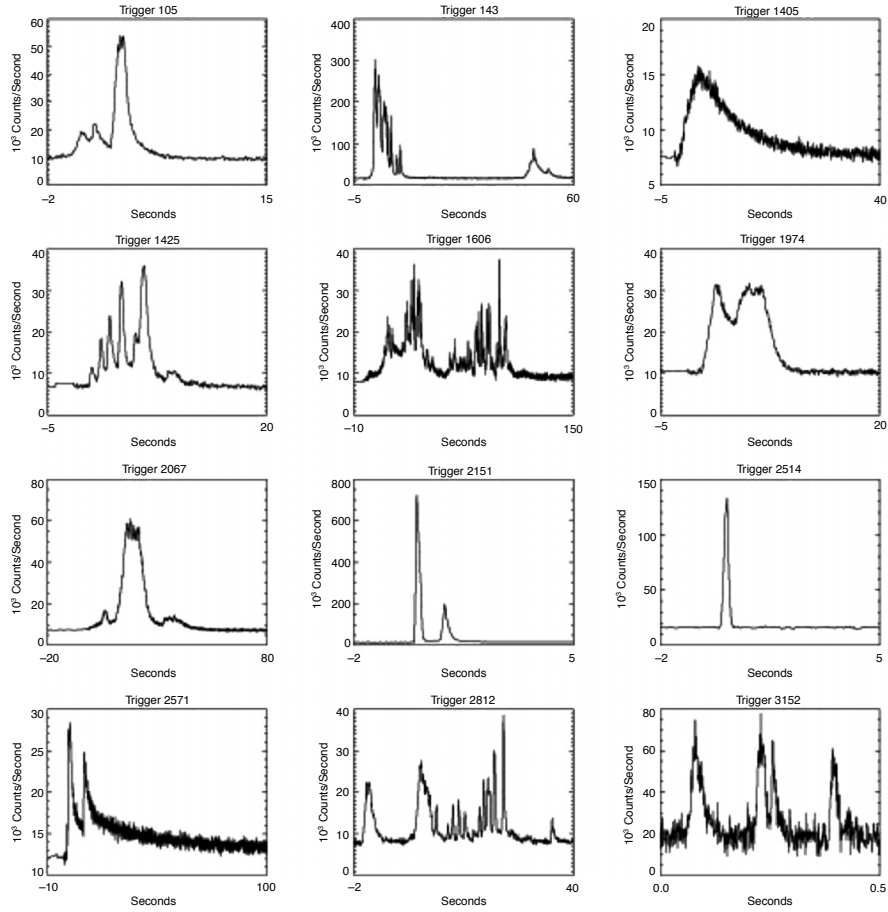 Trigger 105
10³ Counts/Second
60
50
40
30
20
10
0
–2
15
Seconds
Trigger 143
10³ Counts/Second
400
300
200
100
0
–5
60
Seconds
Trigger 1405
10³ Counts/Second
20
15
10
5
–5
40
Seconds
Trigger 1425
10³ Counts/Second
40
30
20
10
0
–5
20
Seconds
Trigger 1606
10³ Counts/Second
40
30
20
10
0
–10
150
Seconds
Trigger 1974
10³ Counts/Second
40
30
20
10
0
–5
20
Seconds
Trigger 2067
10³ Counts/Second
80
60
40
20
0
–20
80
Seconds
Trigger 2151
10³ Counts/Second
800
600
400
200
0
–2
5
Seconds
Trigger 2514
10³ Counts/Second
150
100
50
0
–2
5
Seconds
Trigger 2571
10³ Counts/Second
30
25
20
15
10
–10
100
Seconds
Trigger 2812
10³ Counts/Second
40
30
20
10
0
–2
40
Seconds
Trigger 3152
10³ Counts/Second
80
60
40
20
0
0.0
0.5
Seconds